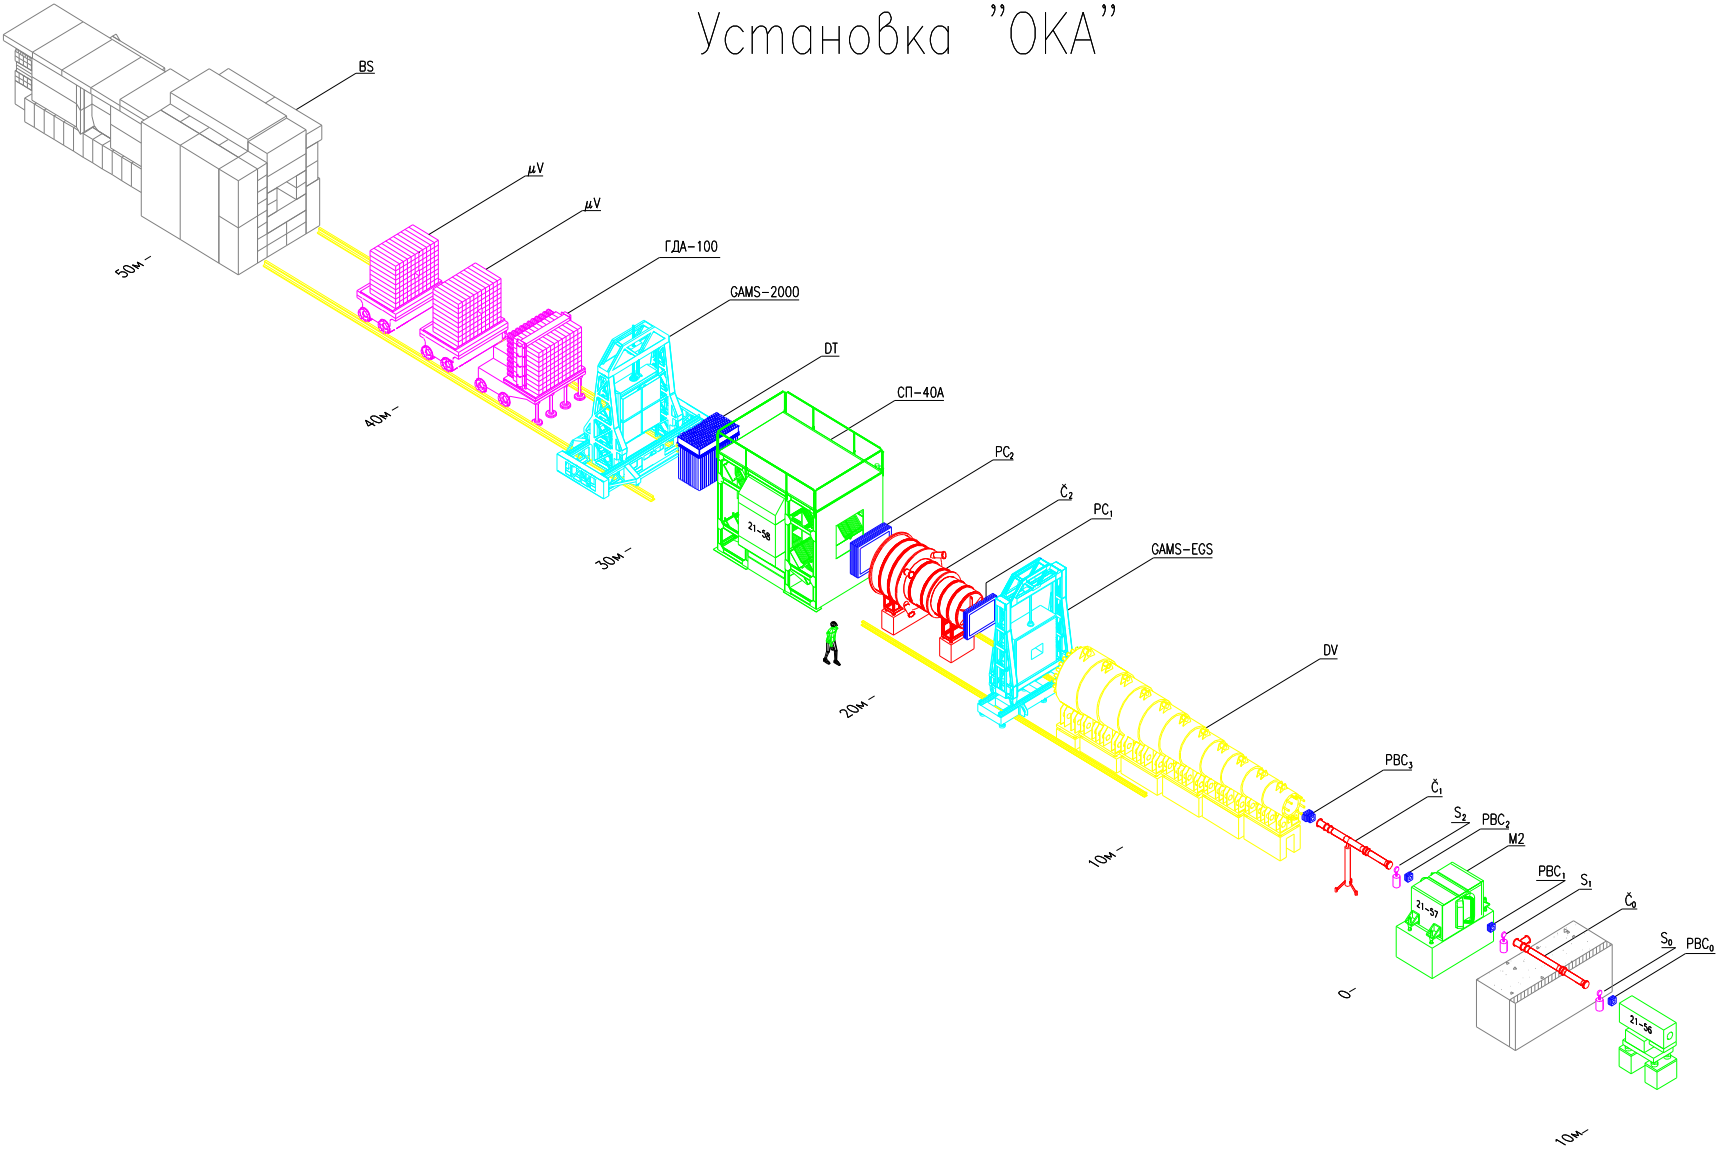 Установка "ОКА"
BS
μV
μV
ГДА-100
GAMS-2000
DT
СП-40А
PC₂
Č₂
PC₁
GAMS-EGS
DV
PBC₃
Č₁
S₂
PBC₂
M2
PBC₁
S₁
Č₀
S₀
PBC₀
21-58
21-57
21-56
50м-
40м-
30м-
20м-
10м-
0-
10м-